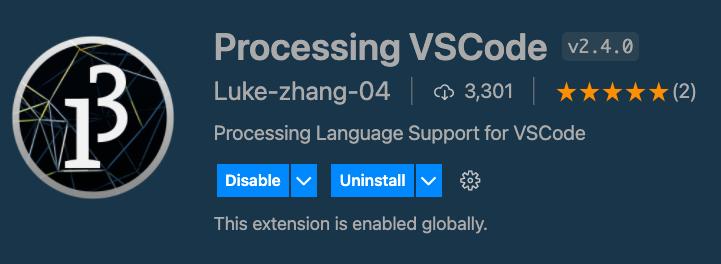 Processing VSCode v2.4.0
Luke-zhang-04 3,301 (2)
Processing Language Support for VSCode
Disable Uninstall
This extension is enabled globally.